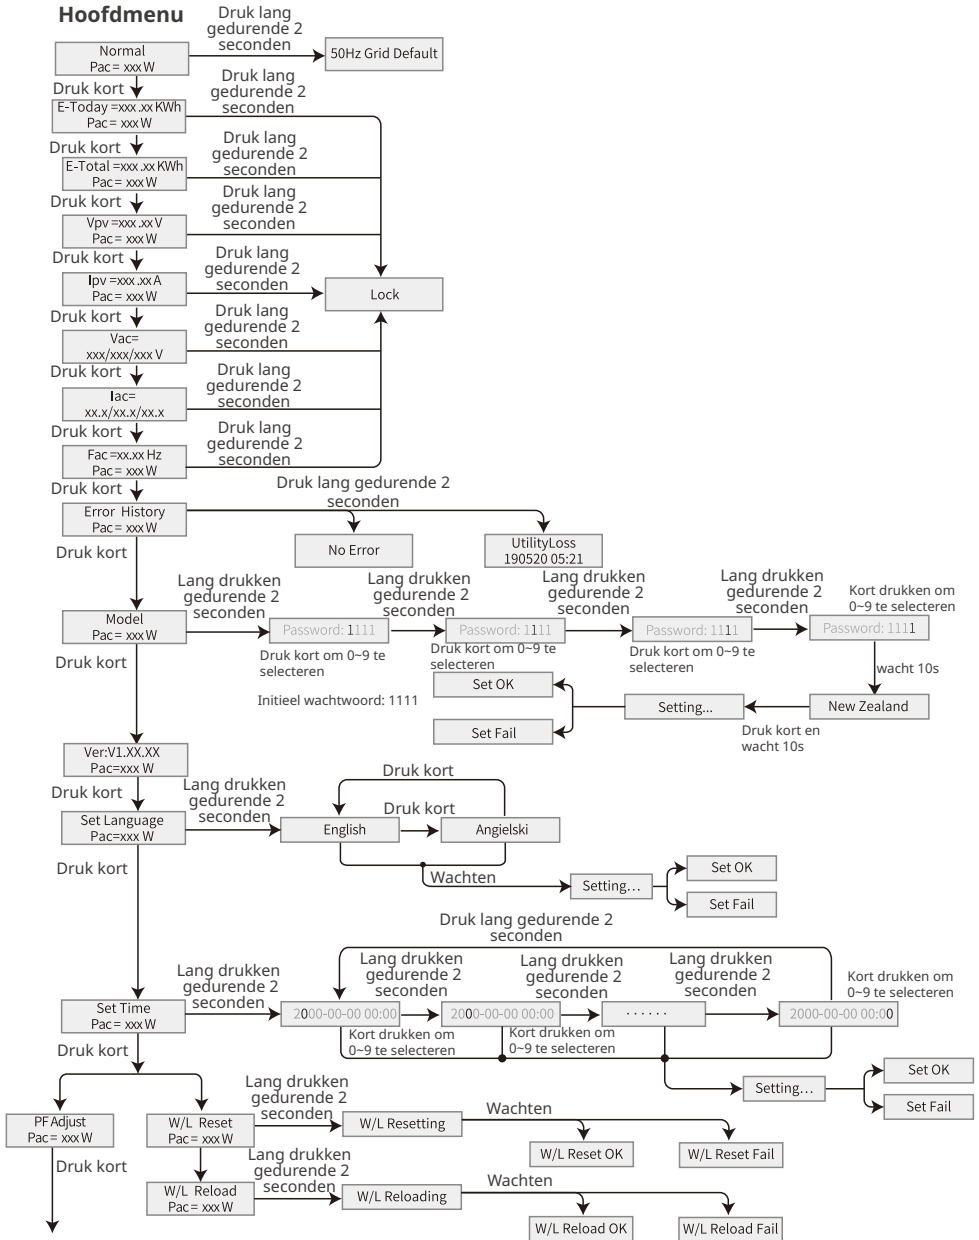 Hoofdmenu
Druk lang
gedurende 2
seconden
Normal
Pac= xxx W
50Hz Grid Default
Druk kort
Druk lang
gedurende 2
seconden
E-Today =xxx.xx KWh
Pac= xxx W
Druk kort
Druk lang
gedurende 2
seconden
E-Total =xxx.xx KWh
Pac= xxx W
Druk kort
Druk lang
gedurende 2
seconden
Vpv =xxx.xx V
Pac= xxx W
Druk kort
Druk lang
gedurende 2
seconden
Ipv =xxx.xx A
Pac= xxx W
Lock
Druk kort
Druk lang
gedurende 2
seconden
Vac=
xxx/xxx/xxx V
Druk kort
Druk lang
gedurende 2
seconden
Iac=
xx.x/xx.x/xx.x
Druk kort
Druk lang
gedurende 2
seconden
Fac =xx.xx Hz
Pac= xxx W
Druk kort
Druk lang gedurende 2
seconden
Error History
Pac= xxx W
No Error
UtilityLoss
190520 05:21
Druk kort
Lang drukken
gedurende 2
seconden
Lang drukken
gedurende 2
seconden
Lang drukken
gedurende 2
seconden
Lang drukken
gedurende 2
seconden
Kort drukken om
0~9 te selecteren
Model
Pac= xxx W
Password: 1111
Password: 1111
Password: 1111
Password: 1111
Druk kort om 0~9 te
selecteren
Druk kort om 0~9 te
selecteren
Druk kort om 0~9 te
selecteren
Druk kort
wacht 10s
Initieel wachtwoord: 1111
Set OK
Set Fail
Setting...
New Zealand
Druk kort en
wacht 10s
Ver:V1.XX.XX
Pac=xxx W
Druk kort
Lang drukken
gedurende 2
seconden
Druk kort
Druk kort
Set Language
Pac=xxx W
English
Angielski
Druk kort
Wachten
Setting...
Set OK
Set Fail
Druk lang gedurende 2
seconden
Lang drukken
gedurende 2
seconden
Lang drukken
gedurende 2
seconden
Lang drukken
gedurende 2
seconden
Lang drukken
gedurende 2
seconden
Kort drukken om
0~9 te selecteren
Set Time
Pac= xxx W
2000-00-00 00:00
2000-00-00 00:00
······
2000-00-00 00:00
Kort drukken om
0~9 te selecteren
Kort drukken om
0~9 te selecteren
Druk kort
Setting...
Set OK
Set Fail
Lang drukken
gedurende 2
seconden
PF Adjust
Pac= xxx W
W/L Reset
Pac= xxx W
W/L Resetting
Wachten
W/L Reset OK
W/L Reset Fail
Druk kort
Lang drukken
gedurende 2
seconden
W/L Reload
Pac= xxx W
W/L Reloading
Wachten
W/L Reload OK
W/L Reload Fail